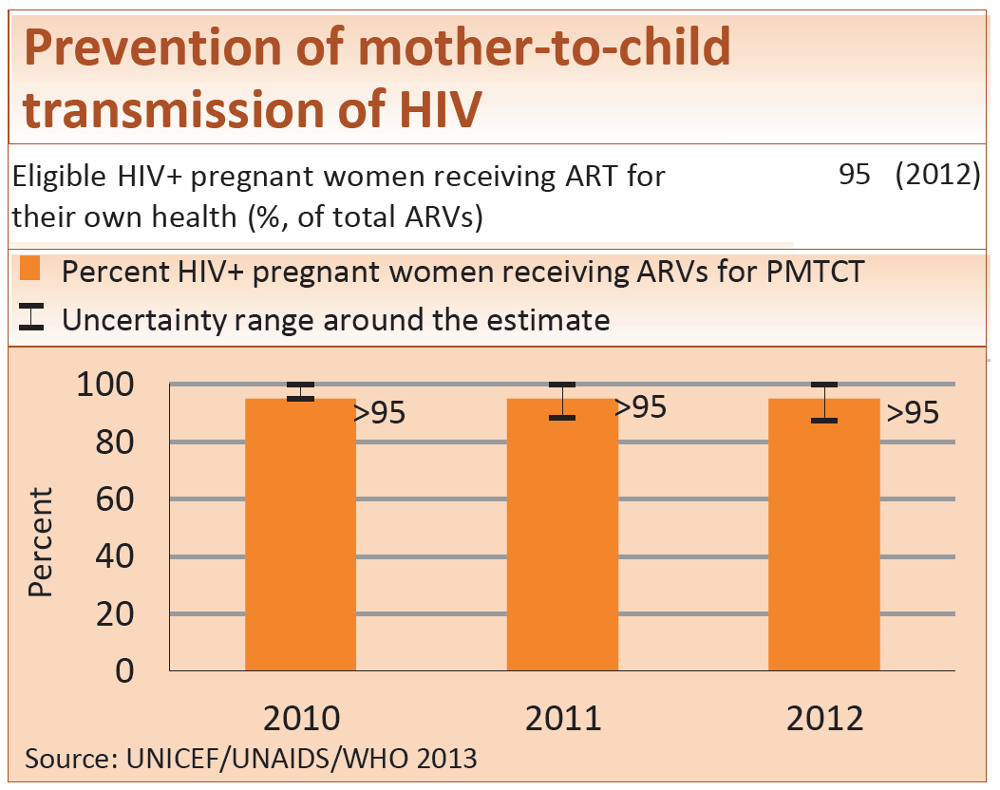 Prevention of mother-to-child
transmission of HIV
Eligible HIV+ pregnant women receiving ART for
their own health (%, of total ARVs)
95 (2012)
Percent HIV+ pregnant women receiving ARVs for PMTCT
Uncertainty range around the estimate
100
80
60
40
20
0
Percent
>95
>95
>95
2010
2011
2012
Source: UNICEF/UNAIDS/WHO 2013